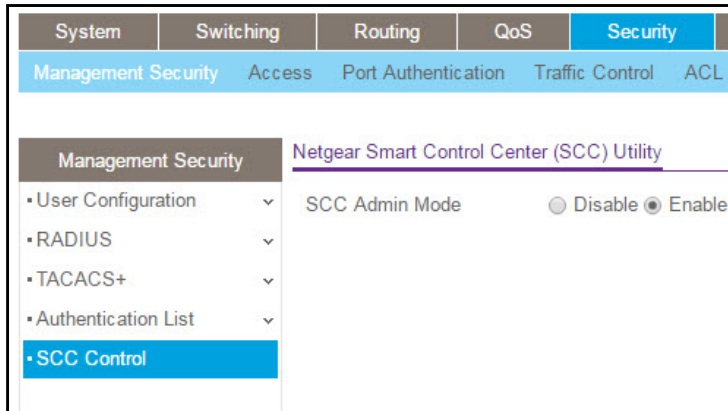 System Switching Routing QoS Security
Management Security Access Port Authentication Traffic Control ACL
Management Security
Netgear Smart Control Center (SCC) Utility
User Configuration
SCC Admin Mode Disable Enable
RADIUS
TACACS+
Authentication List
SCC Control